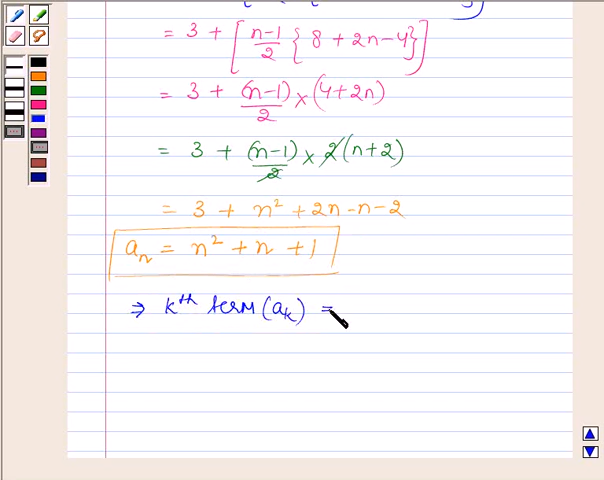 = 3 + [ (n-1)/2 { 8 + 2n - 4 } ]
= 3 + (n-1)/2 × (4 + 2n)
= 3 + (n-1)/2 × 2 (n + 2)
= 3 + n² + 2n - n - 2
aₙ = n² + n + 1
⇒ kᵗʰ term (aₖ) =